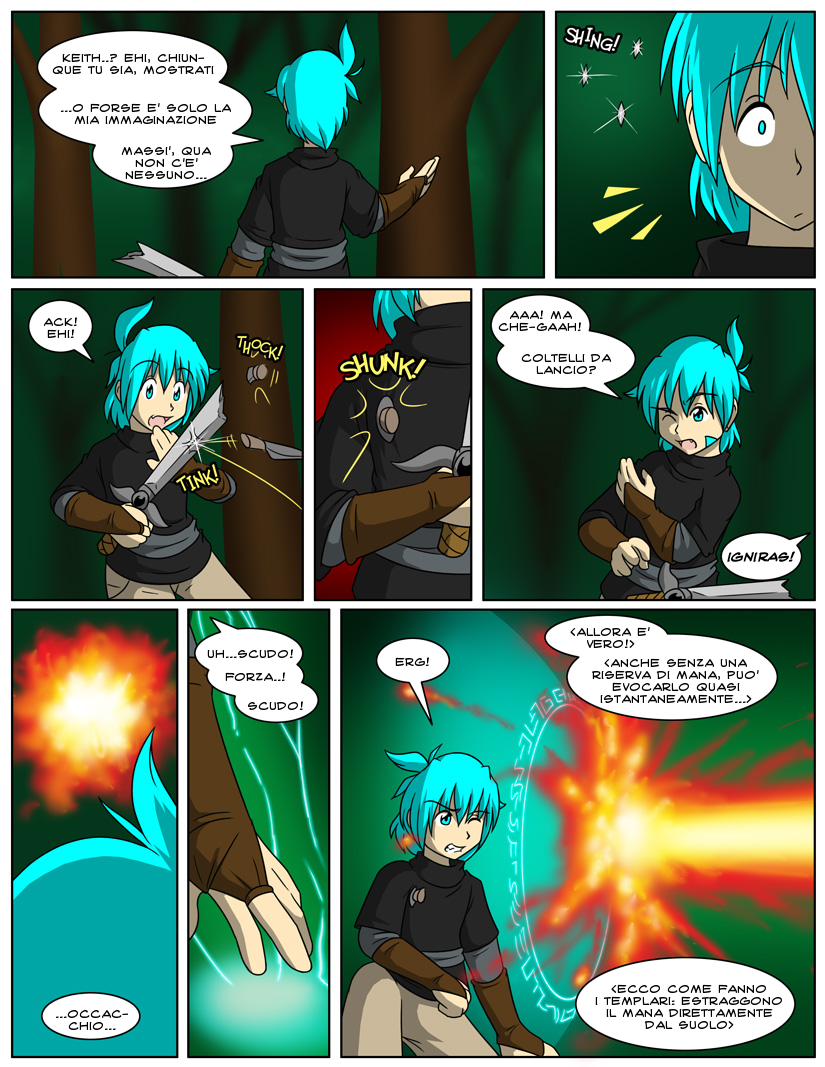 KEITH..? EHI, CHIUN-
QUE TU SIA, MOSTRATI
...O FORSE E' SOLO LA
MIA IMMAGINAZIONE
MASSI', QUA
NON C'E'
NESSUNO...
SHING!
ACK!
EHI!
THOCK!
TINK!
SHUNK!
AAA! MA
CHE-GAAH!
COLTELLI DA
LANCIO?
IGNIRAS!
...OCCAC-
CHIO...
UH...SCUDO!
FORZA..!
SCUDO!
ERG!
<ALLORA E'
VERO!>
<ANCHE SENZA UNA
RISERVA DI MANA, PUO'
EVOCARLO QUASI
ISTANTANEAMENTE...>
<ECCO COME FANNO
I TEMPLARI: ESTRAGGONO
IL MANA DIRETTAMENTE
DAL SUOLO>